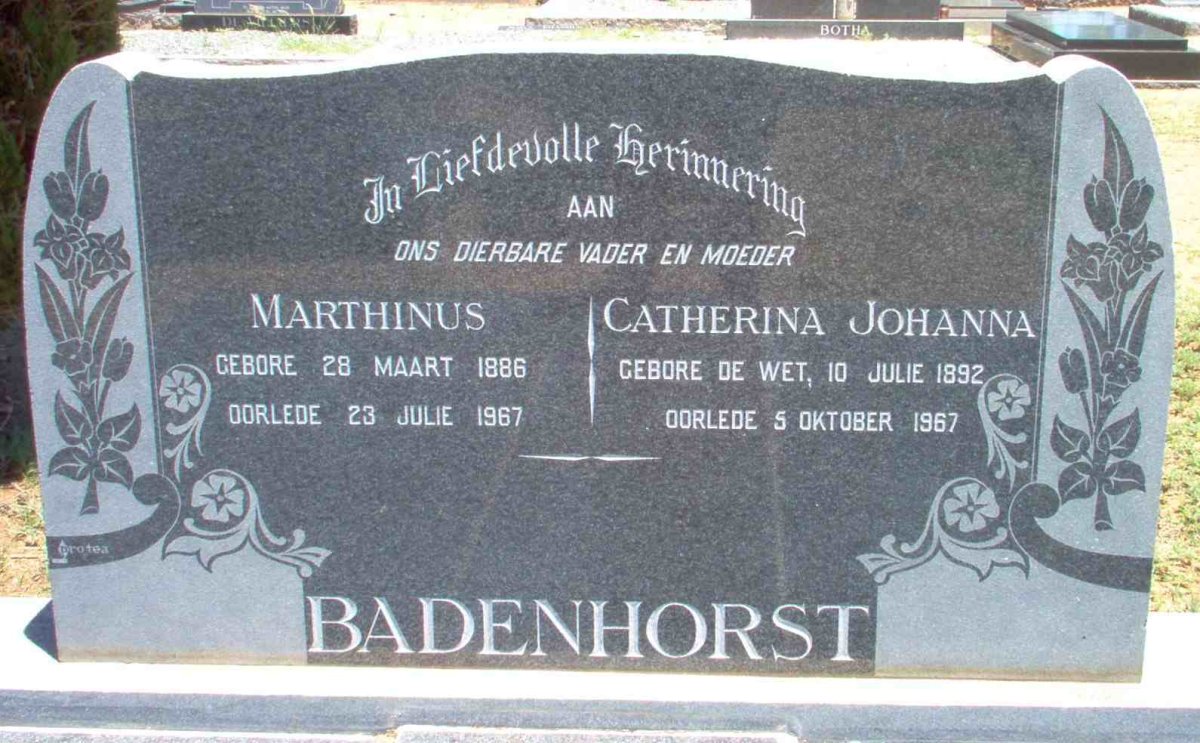 BOTHA
In Liefdevolle Herinnering
AAN
ONS DIERBARE VADER EN MOEDER
MARTHINUS
GEBORE 28 MAART 1886
OORLEDE 23 JULIE 1967
CATHERINA JOHANNA
GEBORE DE WET, 10 JULIE 1892
OORLEDE 5 OKTOBER 1967
protea
BADENHORST